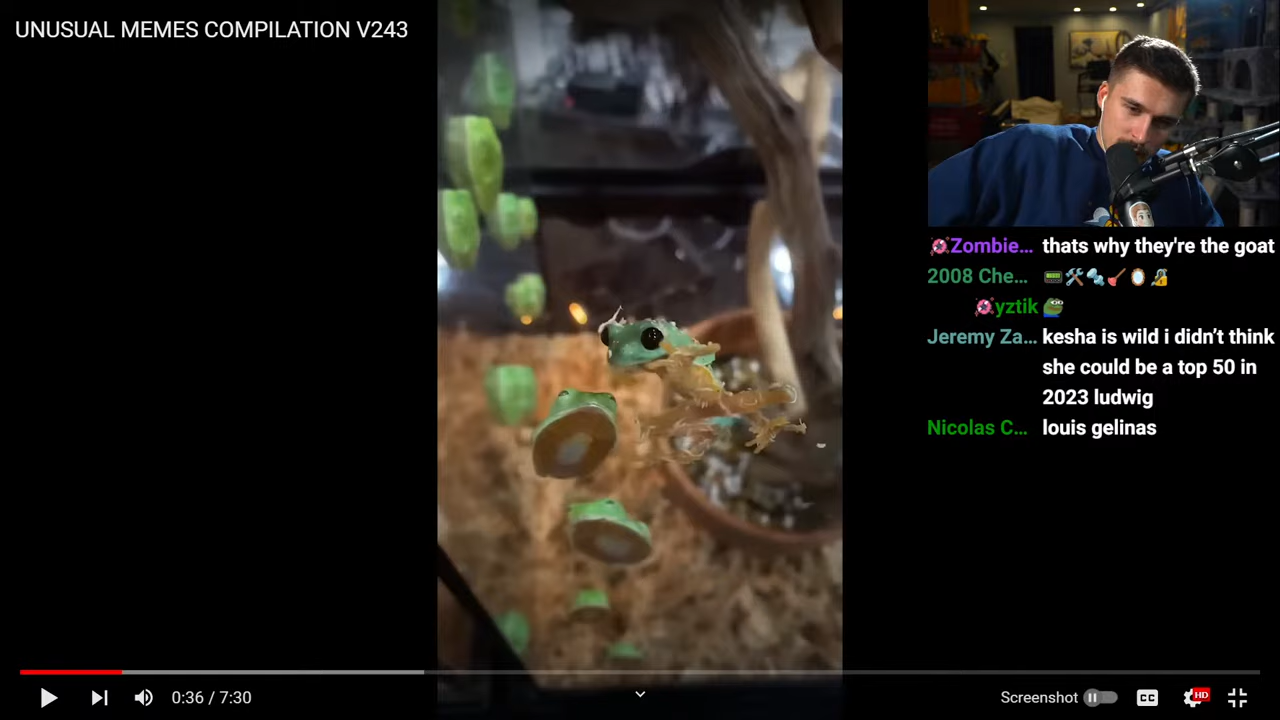 UNUSUAL MEMES COMPILATION V243
Zombie... thats why they're the goat
2008 Che...
yztik
Jeremy Za... kesha is wild i didn’t think
she could be a top 50 in
2023 ludwig
Nicolas C... louis gelinas
0:36 / 7:30
Screenshot
CC
HD